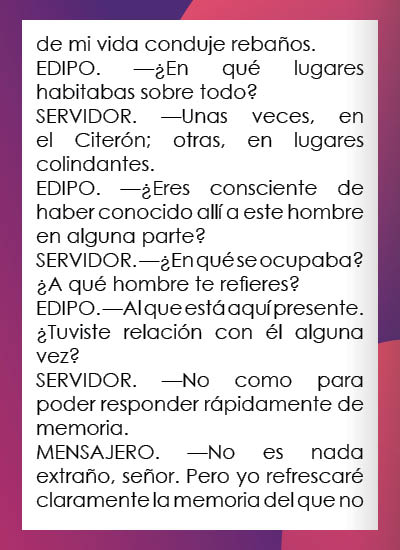 de mi vida conduje rebaños.
EDIPO. —¿En qué lugares
habitabas sobre todo?
SERVIDOR. —Unas veces, en
el Citerón; otras, en lugares
colindantes.
EDIPO. —¿Eres consciente de
haber conocido allí a este hombre
en alguna parte?
SERVIDOR. —¿En qué se ocupaba?
¿A qué hombre te refieres?
EDIPO. —Al que está aquí presente.
¿Tuviste relación con él alguna
vez?
SERVIDOR. —No como para
poder responder rápidamente de
memoria.
MENSAJERO. —No es nada
extraño, señor. Pero yo refrescaré
claramente la memoria del que no